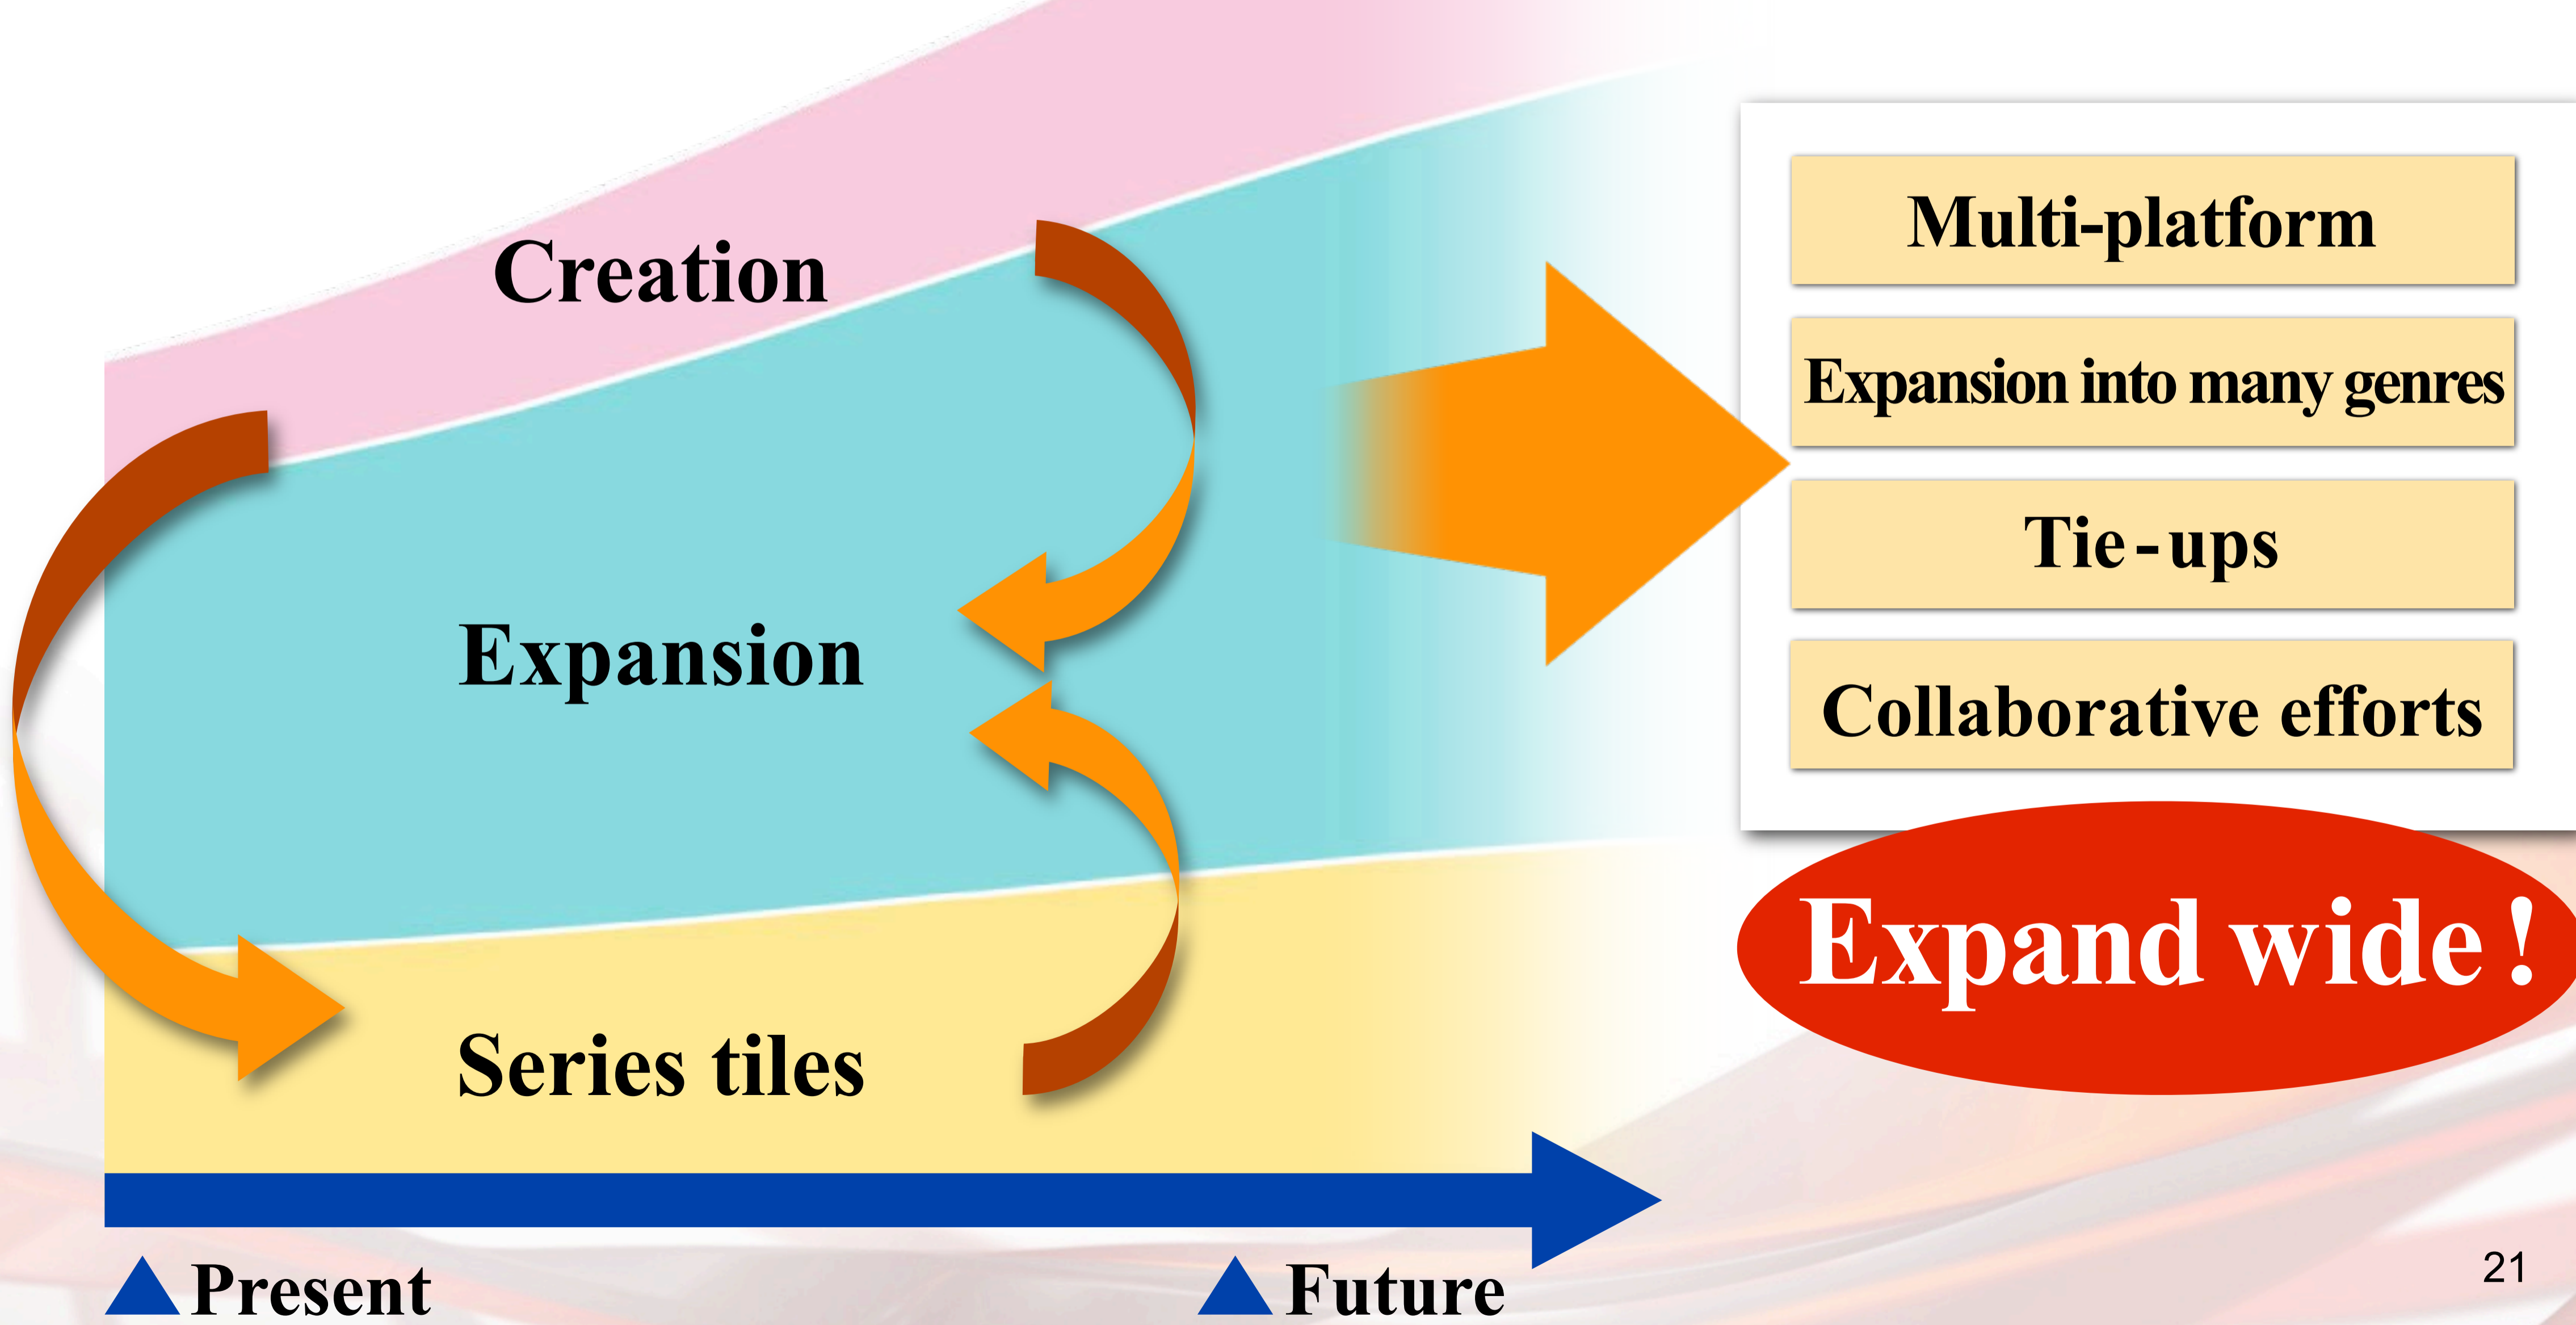 Creation
Expansion
Series tiles
Present
Future
Multi-platform
Expansion into many genres
Tie-ups
Collaborative efforts
Expand wide!
21